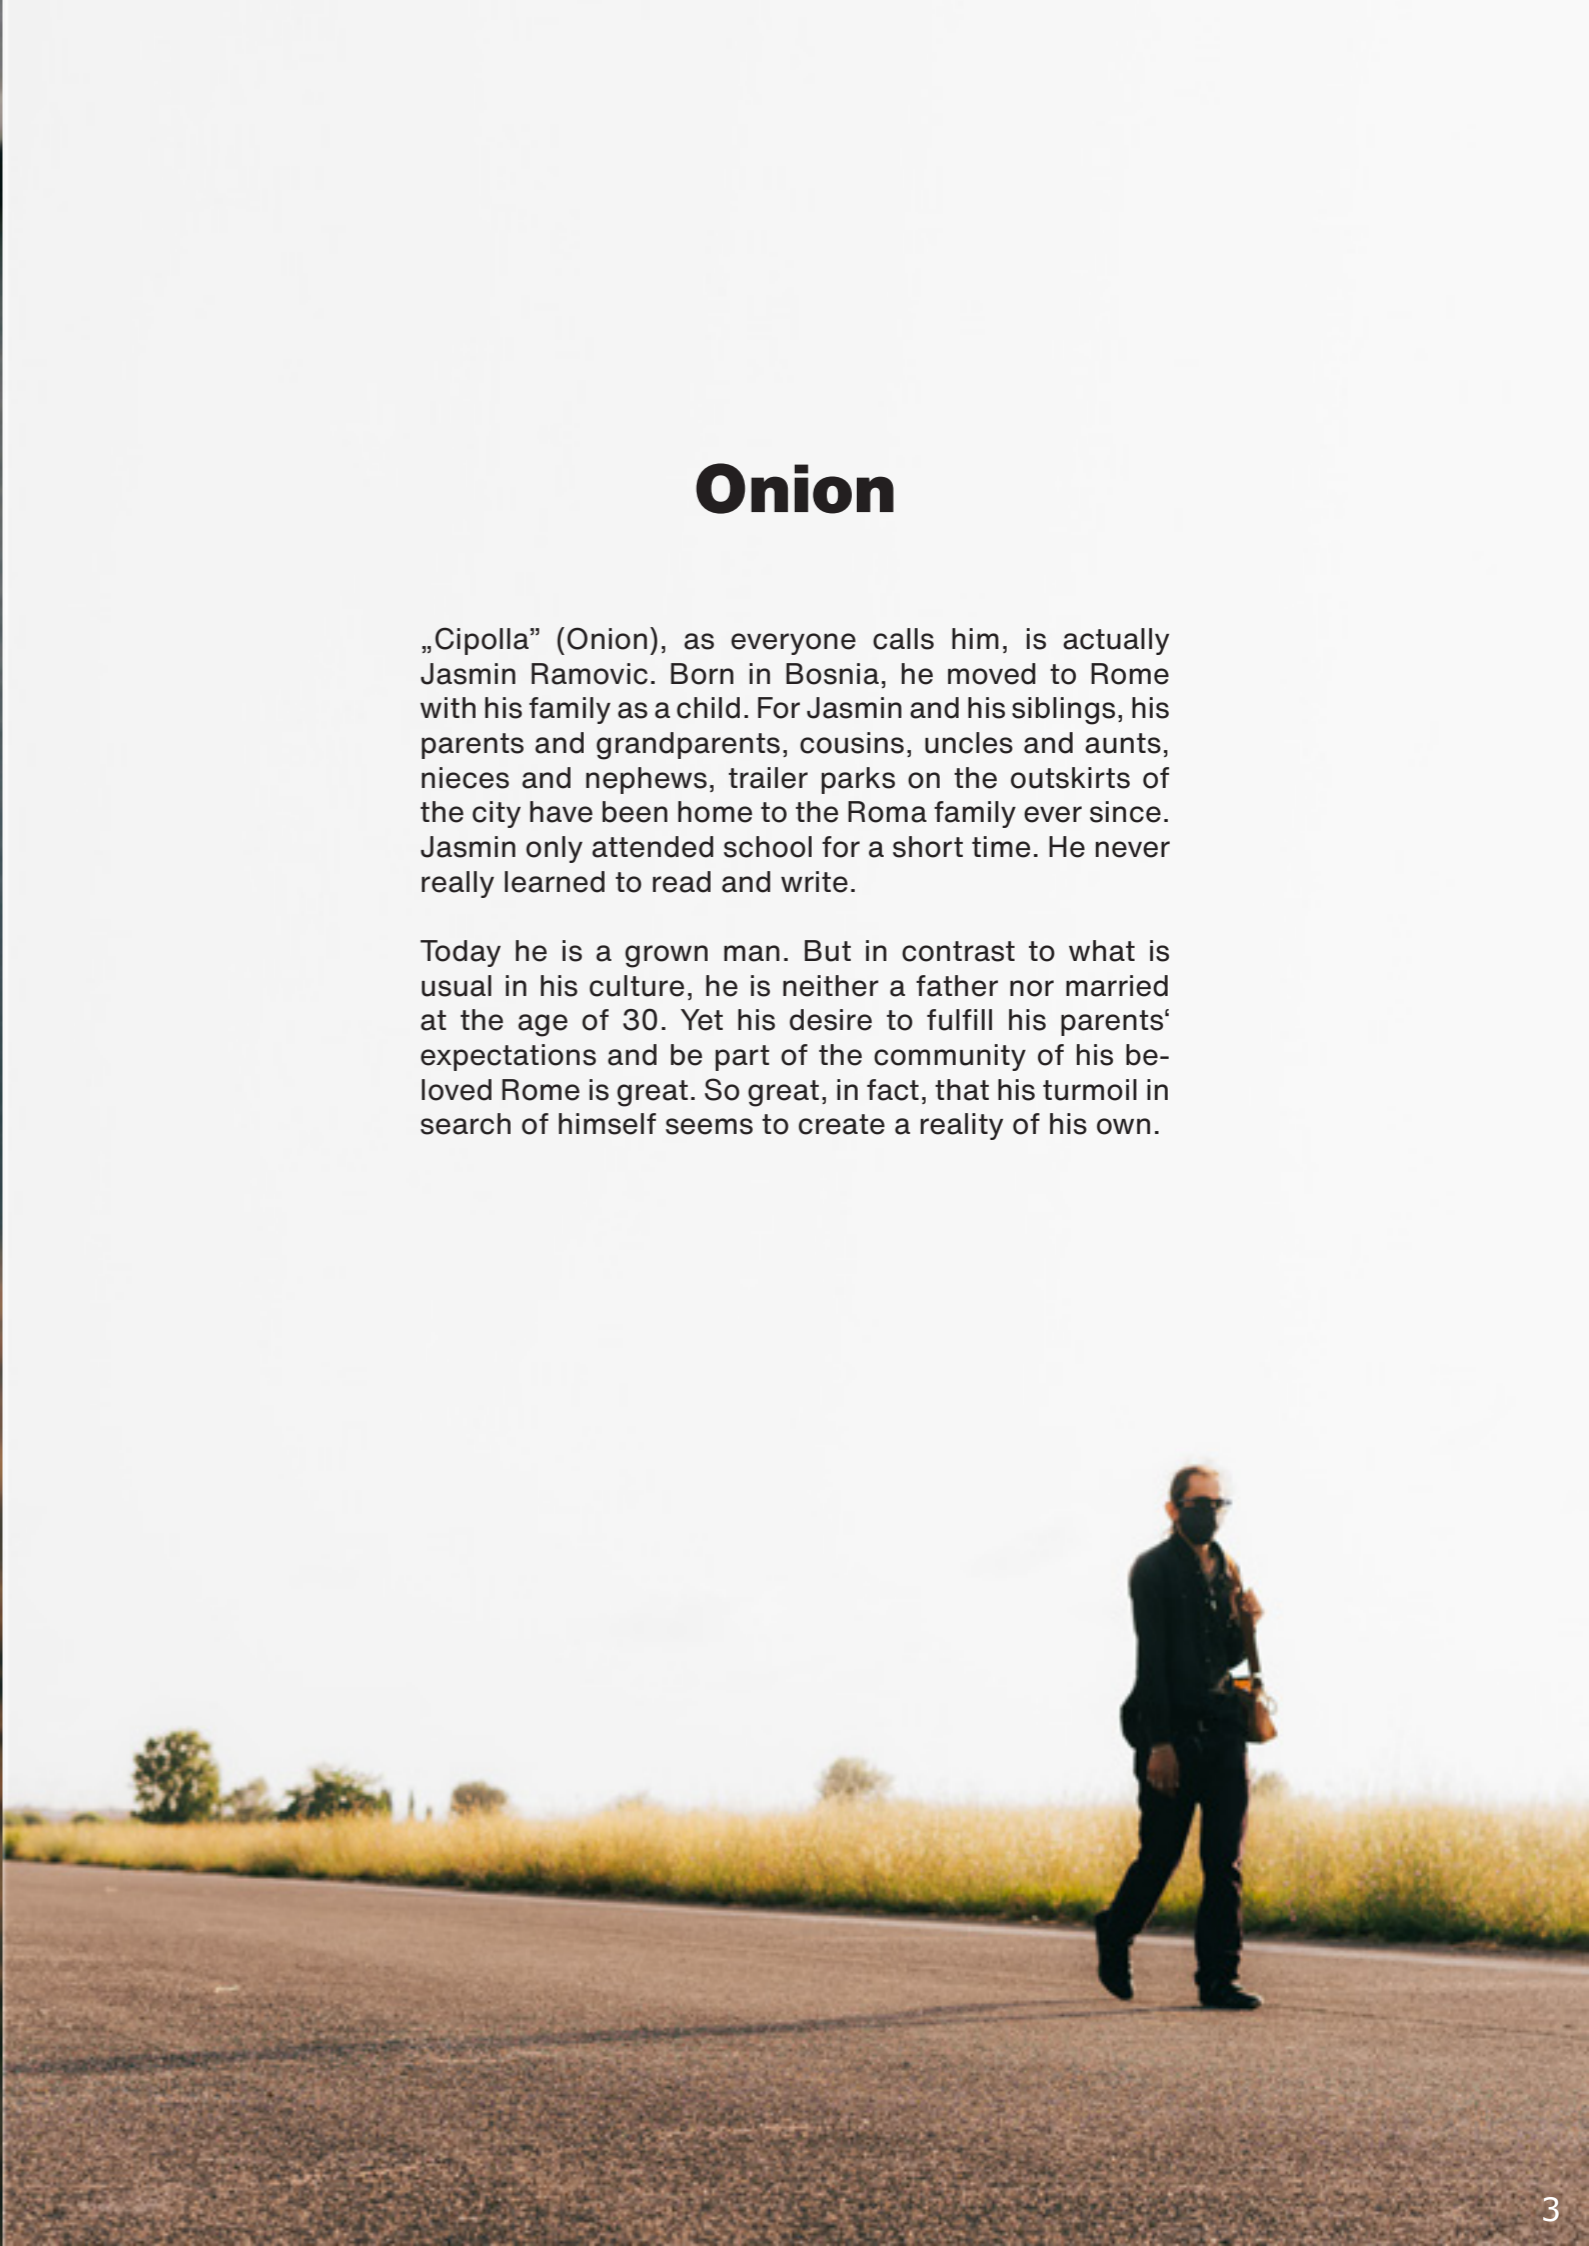 Onion
„Cipolla” (Onion), as everyone calls him, is actually
Jasmin Ramovic. Born in Bosnia, he moved to Rome
with his family as a child. For Jasmin and his siblings, his
parents and grandparents, cousins, uncles and aunts,
nieces and nephews, trailer parks on the outskirts of
the city have been home to the Roma family ever since.
Jasmin only attended school for a short time. He never
really learned to read and write.
Today he is a grown man. But in contrast to what is
usual in his culture, he is neither a father nor married
at the age of 30. Yet his desire to fulfill his parents‘
expectations and be part of the community of his be-
loved Rome is great. So great, in fact, that his turmoil in
search of himself seems to create a reality of his own.
3